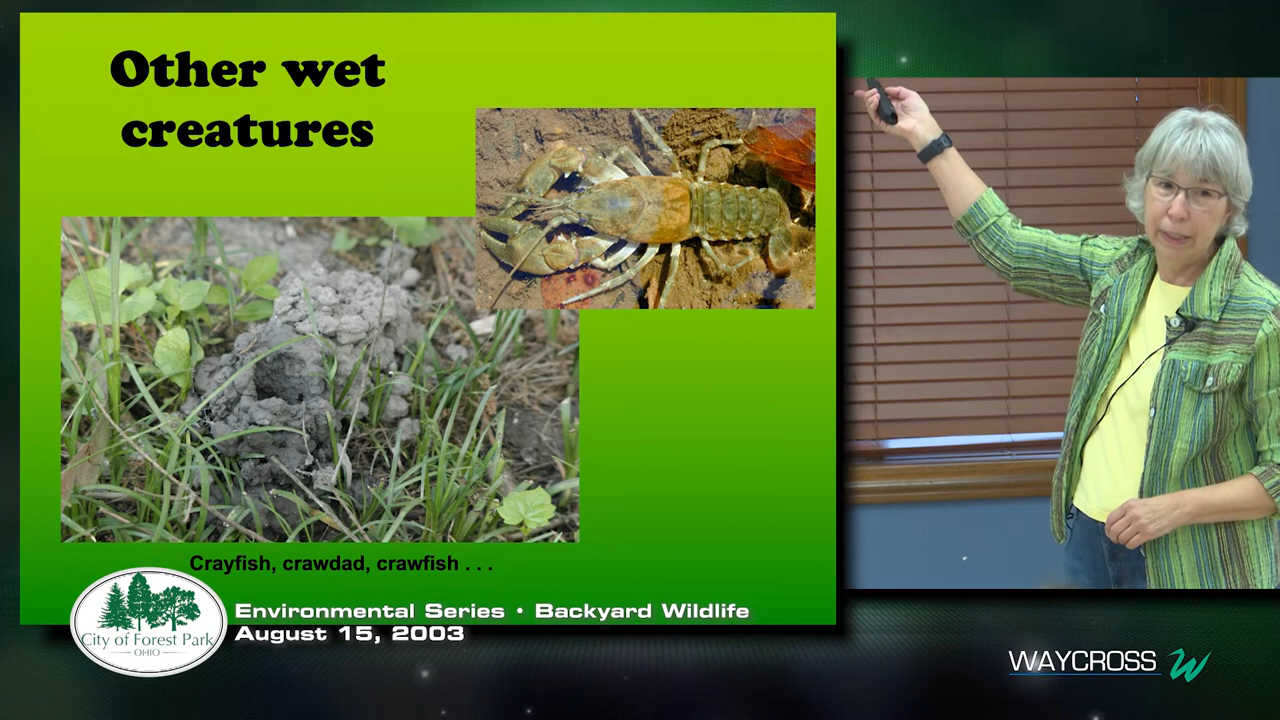 Other wet
creatures
Crayfish, crawdad, crawfish . . .
Environmental Series • Backyard Wildlife
August 15, 2003
City of Forest Park
OHIO
WAYCROSS